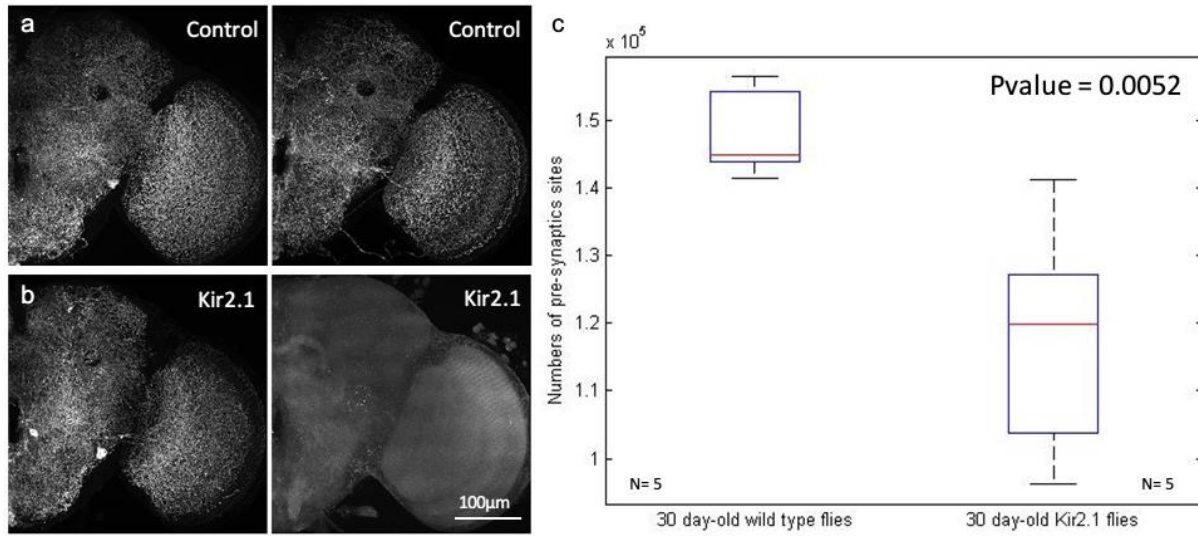 a
Control
Control
b
Kir2.1
Kir2.1
100μm
c
x 10⁵
Pvalue = 0.0052
Numbers of pre-synaptics sites
1.5
1.4
1.3
1.2
1.1
1
N= 5
N= 5
30 day-old wild type flies
30 day-old Kir2.1 flies